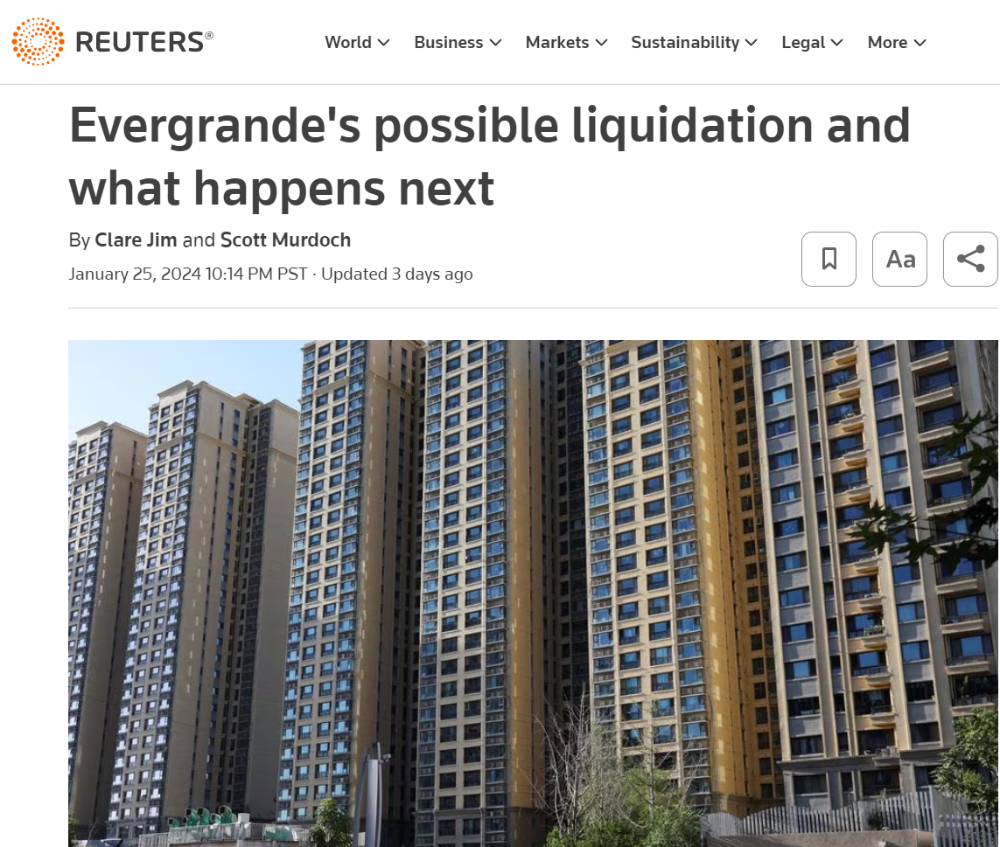 REUTERS®
World Business Markets Sustainability Legal More
Evergrande's possible liquidation and
what happens next
By Clare Jim and Scott Murdoch
January 25, 2024 10:14 PM PST · Updated 3 days ago
Aa